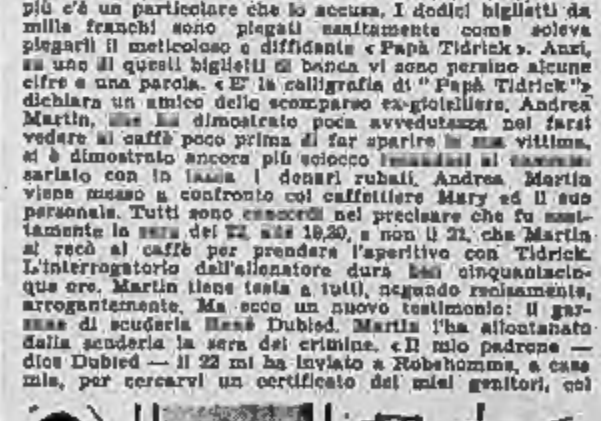 più c'è un particolare che lo accusa. I dodici biglietti da
mille franchi sono piegati esattamente come soleva
piegarli il meticoloso e diffidente « Papà Tidrick ». Anzi,
su uno di questi biglietti di banca vi sono persino alcune
cifre e una parola. « E' la calligrafia di " Papà Tidrick "»
dichiara un amico dello scomparso ex-gioielliere. Andrea
Martin, che ha dimostrato poca avvedutezza nel farsi
vedere al caffè poco prima di far sparire la sua vittima,
si è dimostrato ancora più sciocco al
sariato con in tasca i denari rubati. Andrea Martin
viene messo a confronto col caffettiere Mary ed il suo
personale. Tutti sono concordi nel precisare che fu esat-
tamente la sera del 22, alle 19,30, e non il 21, che Martin
si recò al caffè per prendere l'aperitivo con Tidrick.
L'interrogatorio dell'allenatore dura ben cinquantacin-
que ore. Martin tiene testa a tutti, negando recisamente,
arrogantemente. Ma ecco un nuovo testimonio: il gar-
zone di scuderia René Dubied. Martin l'ha allontanato
dalla scuderia la sera del crimine. « Il mio padrone —
dice Dubied — il 22 mi ha inviato a Robehomme, a casa
mia, per cercarvi un certificato dei miei genitori, col